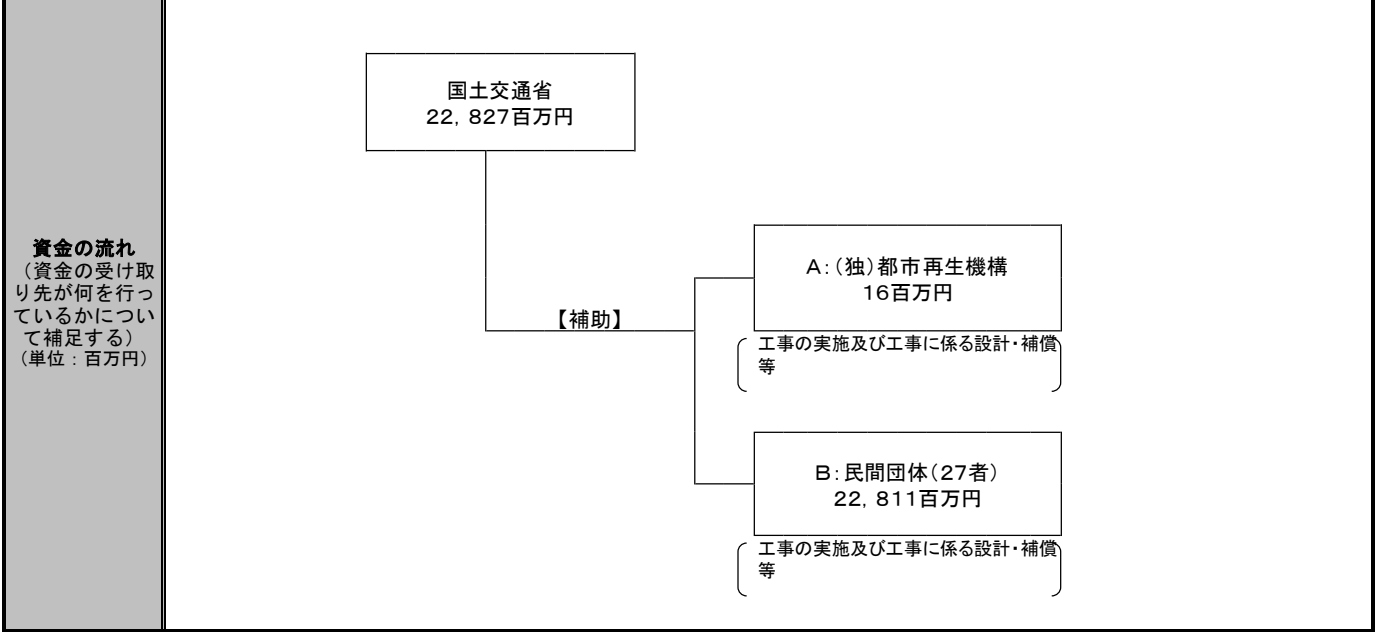 資金の流れ
（資金の受け取
り先が何を行っ
ているかについ
て補足する）
（単位：百万円）
国土交通省
２２，８２７百万円
【補助】
Ａ：（独）都市再生機構
１６百万円
工事の実施及び工事に係る設計・補償
等
Ｂ：民間団体（２７者）
２２，８１１百万円
工事の実施及び工事に係る設計・補償
等